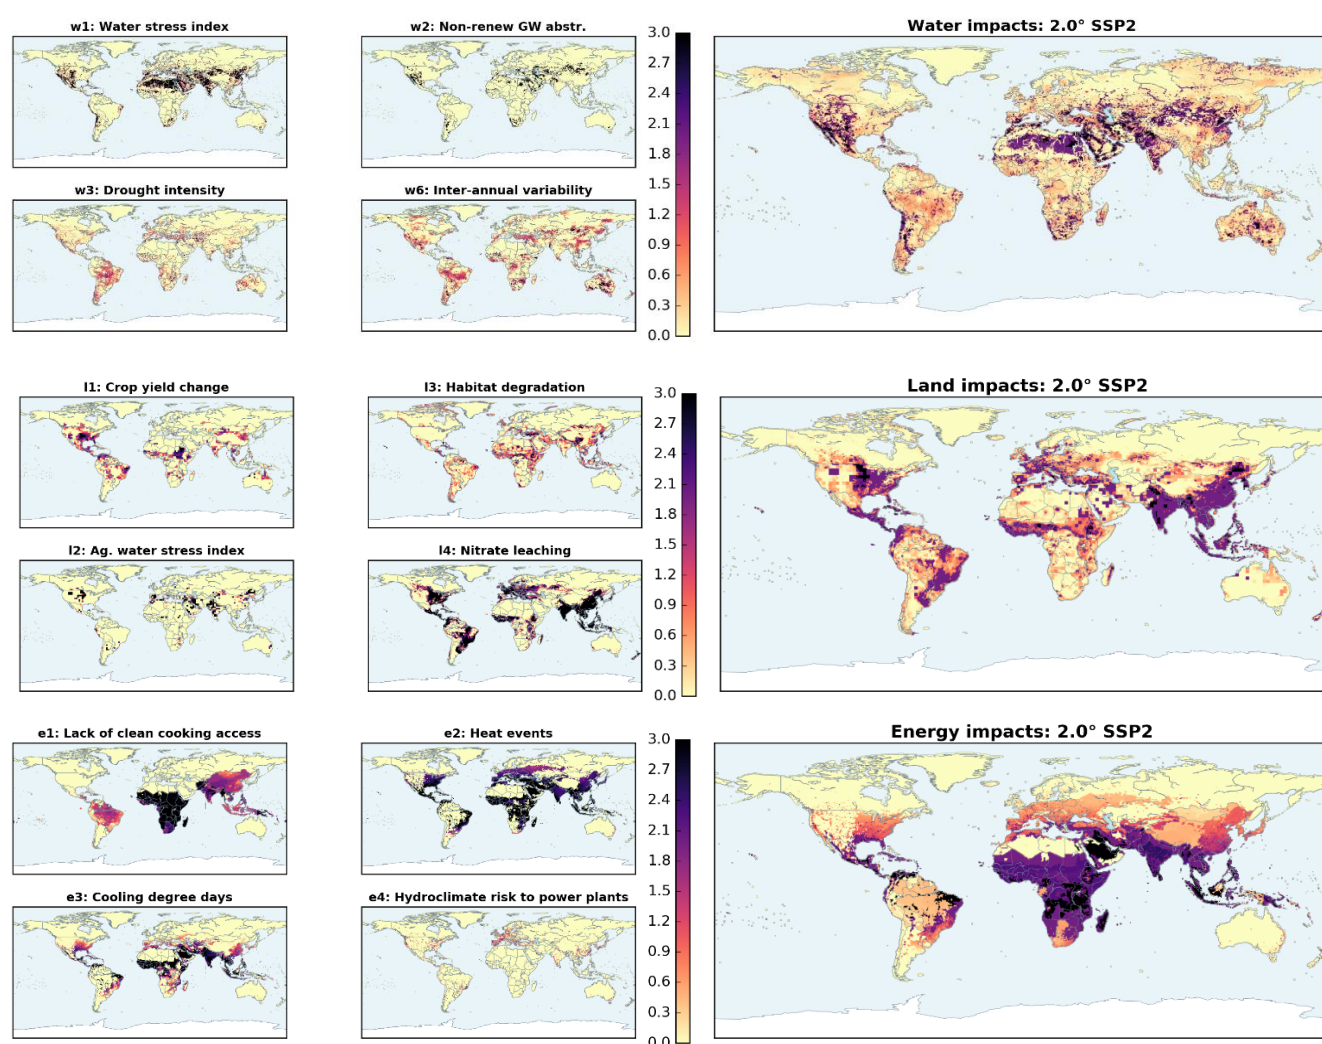 w1: Water stress index
w2: Non-renew GW abstr.
Water impacts: 2.0° SSP2
w3: Drought intensity
w6: Inter-annual variability
3.0
2.7
2.4
2.1
1.8
1.5
1.2
0.9
0.6
0.3
0.0
l1: Crop yield change
l3: Habitat degradation
Land impacts: 2.0° SSP2
l2: Ag. water stress index
l4: Nitrate leaching
3.0
2.7
2.4
2.1
1.8
1.5
1.2
0.9
0.6
0.3
0.0
e1: Lack of clean cooking access
e2: Heat events
Energy impacts: 2.0° SSP2
e3: Cooling degree days
e4: Hydroclimate risk to power plants
3.0
2.7
2.4
2.1
1.8
1.5
1.2
0.9
0.6
0.3
0.0